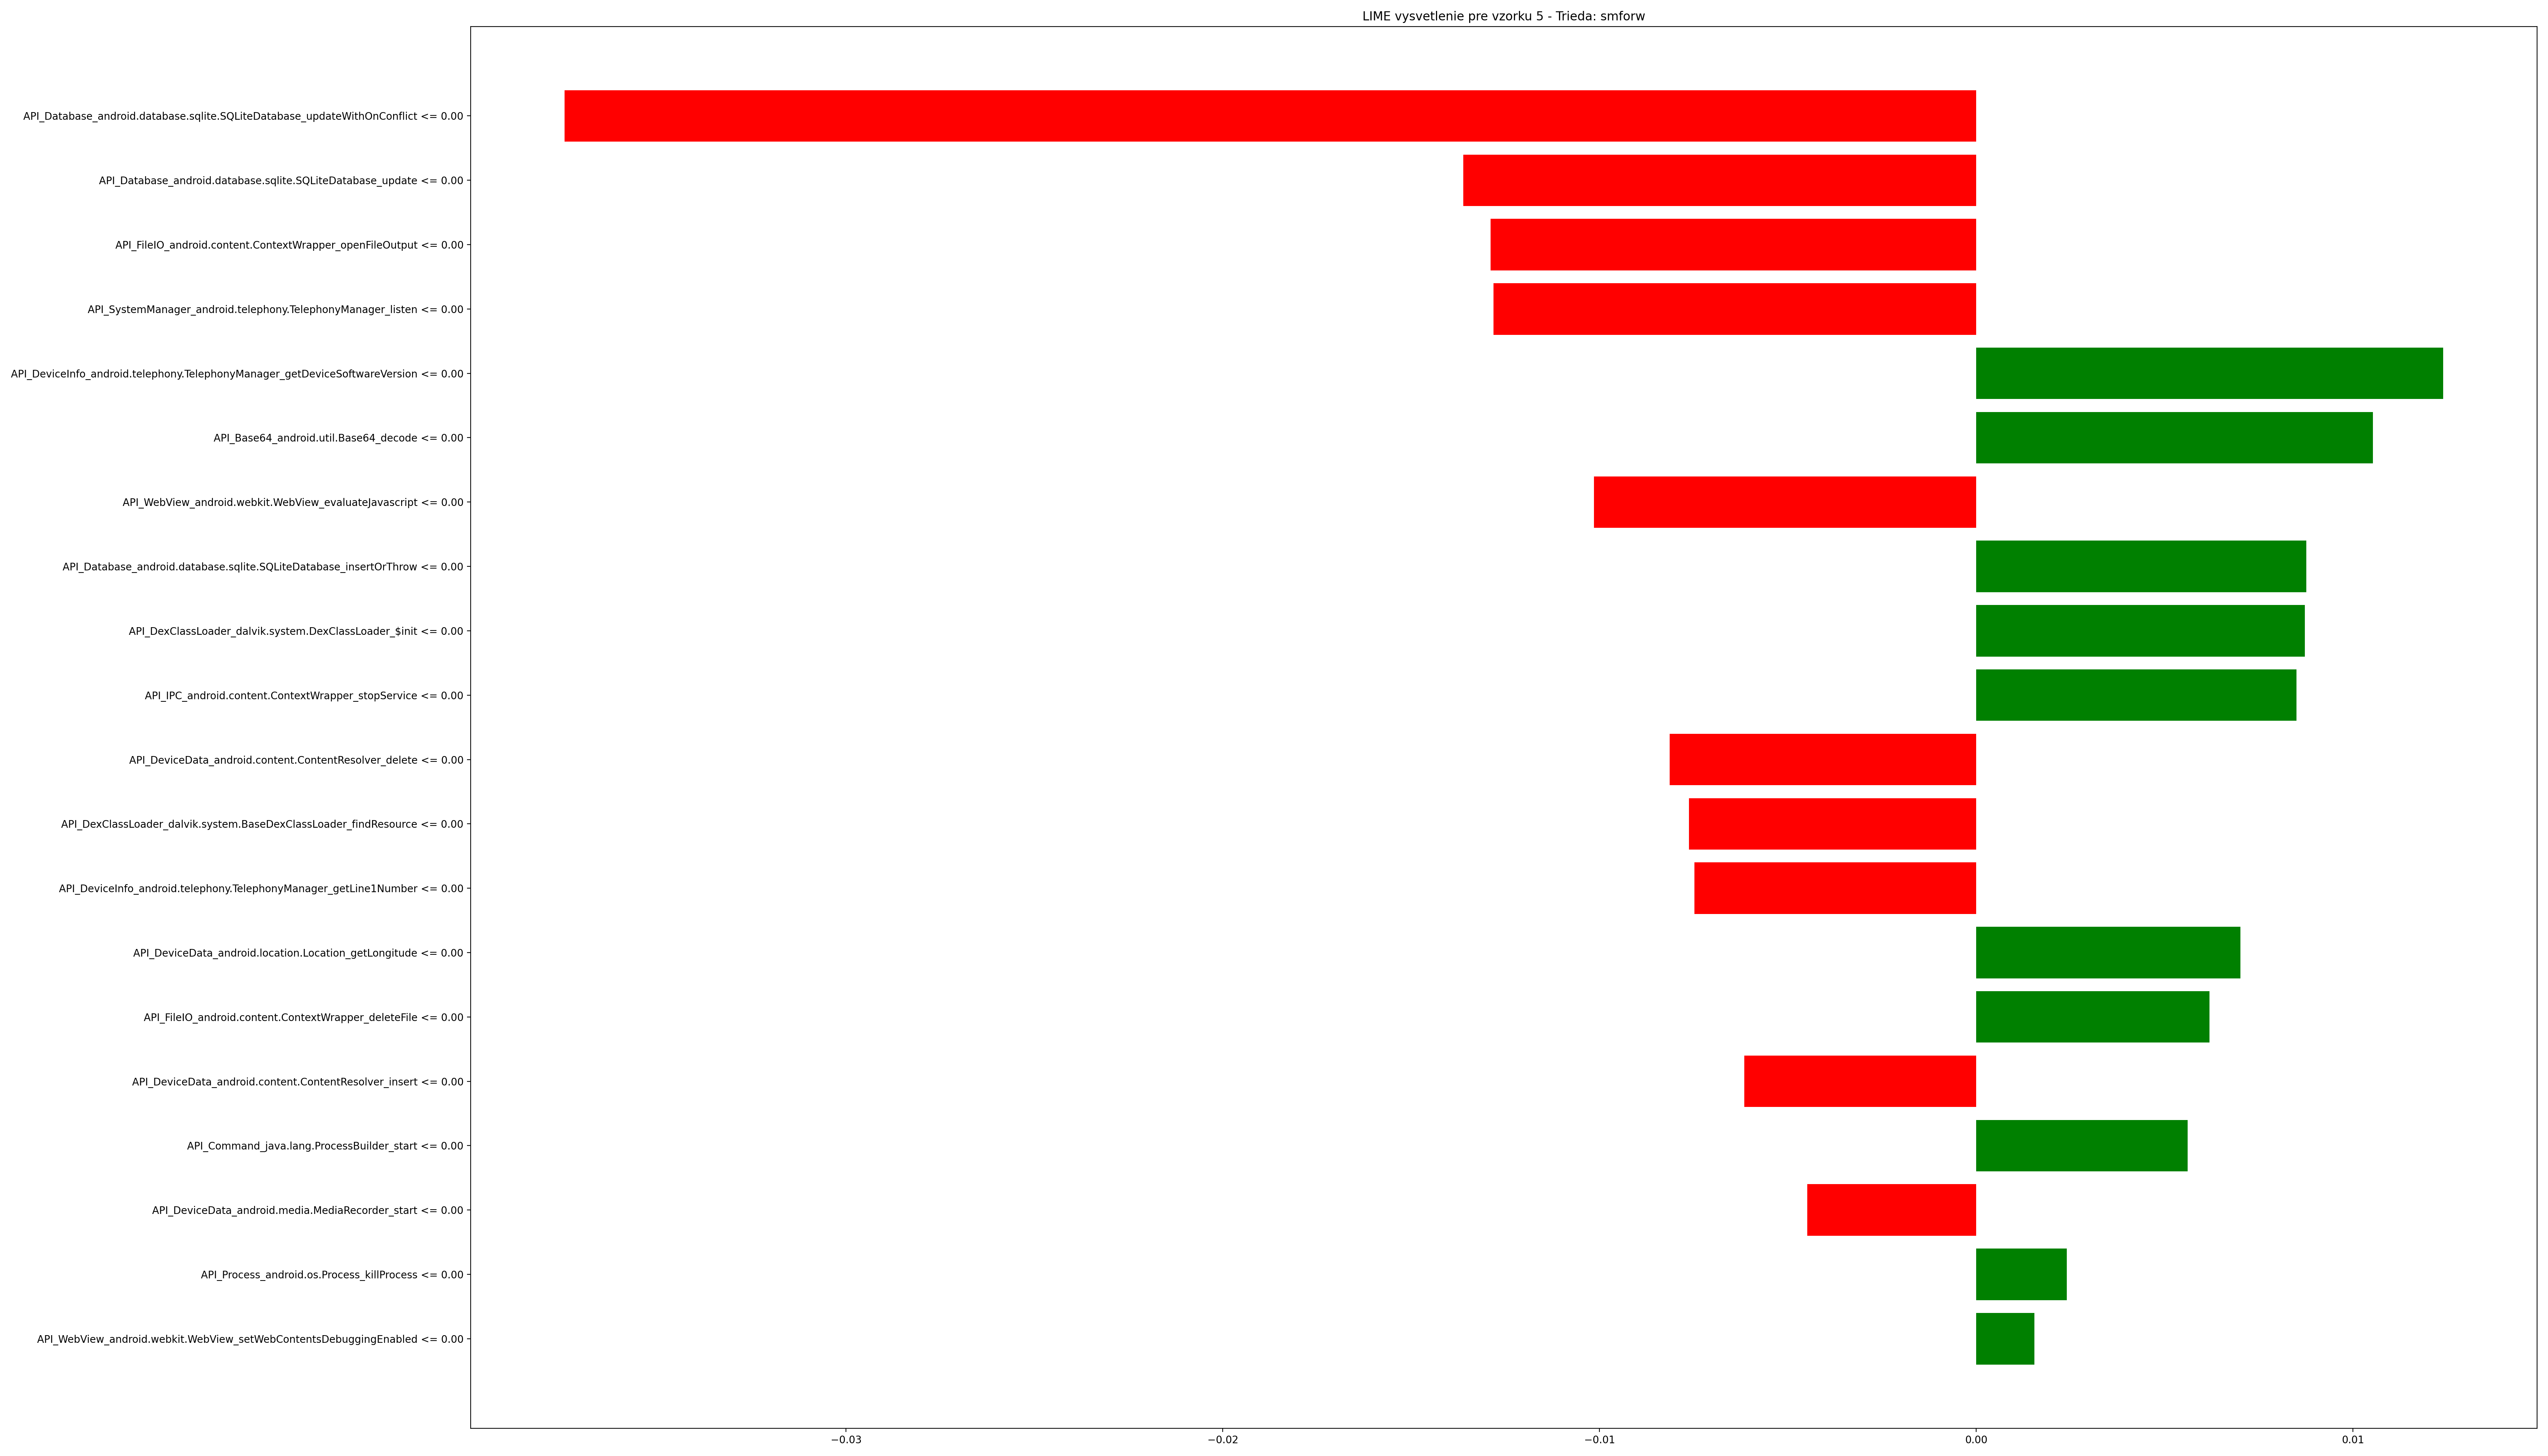 LIME vysvetlenie pre vzorku 5 - Trieda: smforw
API_Database_android.database.sqlite.SQLiteDatabase_updateWithOnConflict <= 0.00
API_Database_android.database.sqlite.SQLiteDatabase_update <= 0.00
API_FileIO_android.content.ContextWrapper_openFileOutput <= 0.00
API_SystemManager_android.telephony.TelephonyManager_listen <= 0.00
API_DeviceInfo_android.telephony.TelephonyManager_getDeviceSoftwareVersion <= 0.00
API_Base64_android.util.Base64_decode <= 0.00
API_WebView_android.webkit.WebView_evaluateJavascript <= 0.00
API_Database_android.database.sqlite.SQLiteDatabase_insertOrThrow <= 0.00
API_DexClassLoader_dalvik.system.DexClassLoader_$init <= 0.00
API_IPC_android.content.ContextWrapper_stopService <= 0.00
API_DeviceData_android.content.ContentResolver_delete <= 0.00
API_DexClassLoader_dalvik.system.BaseDexClassLoader_findResource <= 0.00
API_DeviceInfo_android.telephony.TelephonyManager_getLine1Number <= 0.00
API_DeviceData_android.location.Location_getLongitude <= 0.00
API_FileIO_android.content.ContextWrapper_deleteFile <= 0.00
API_DeviceData_android.content.ContentResolver_insert <= 0.00
API_Command_java.lang.ProcessBuilder_start <= 0.00
API_DeviceData_android.media.MediaRecorder_start <= 0.00
API_Process_android.os.Process_killProcess <= 0.00
API_WebView_android.webkit.WebView_setWebContentsDebuggingEnabled <= 0.00
−0.03 −0.02 −0.01 0.00 0.01